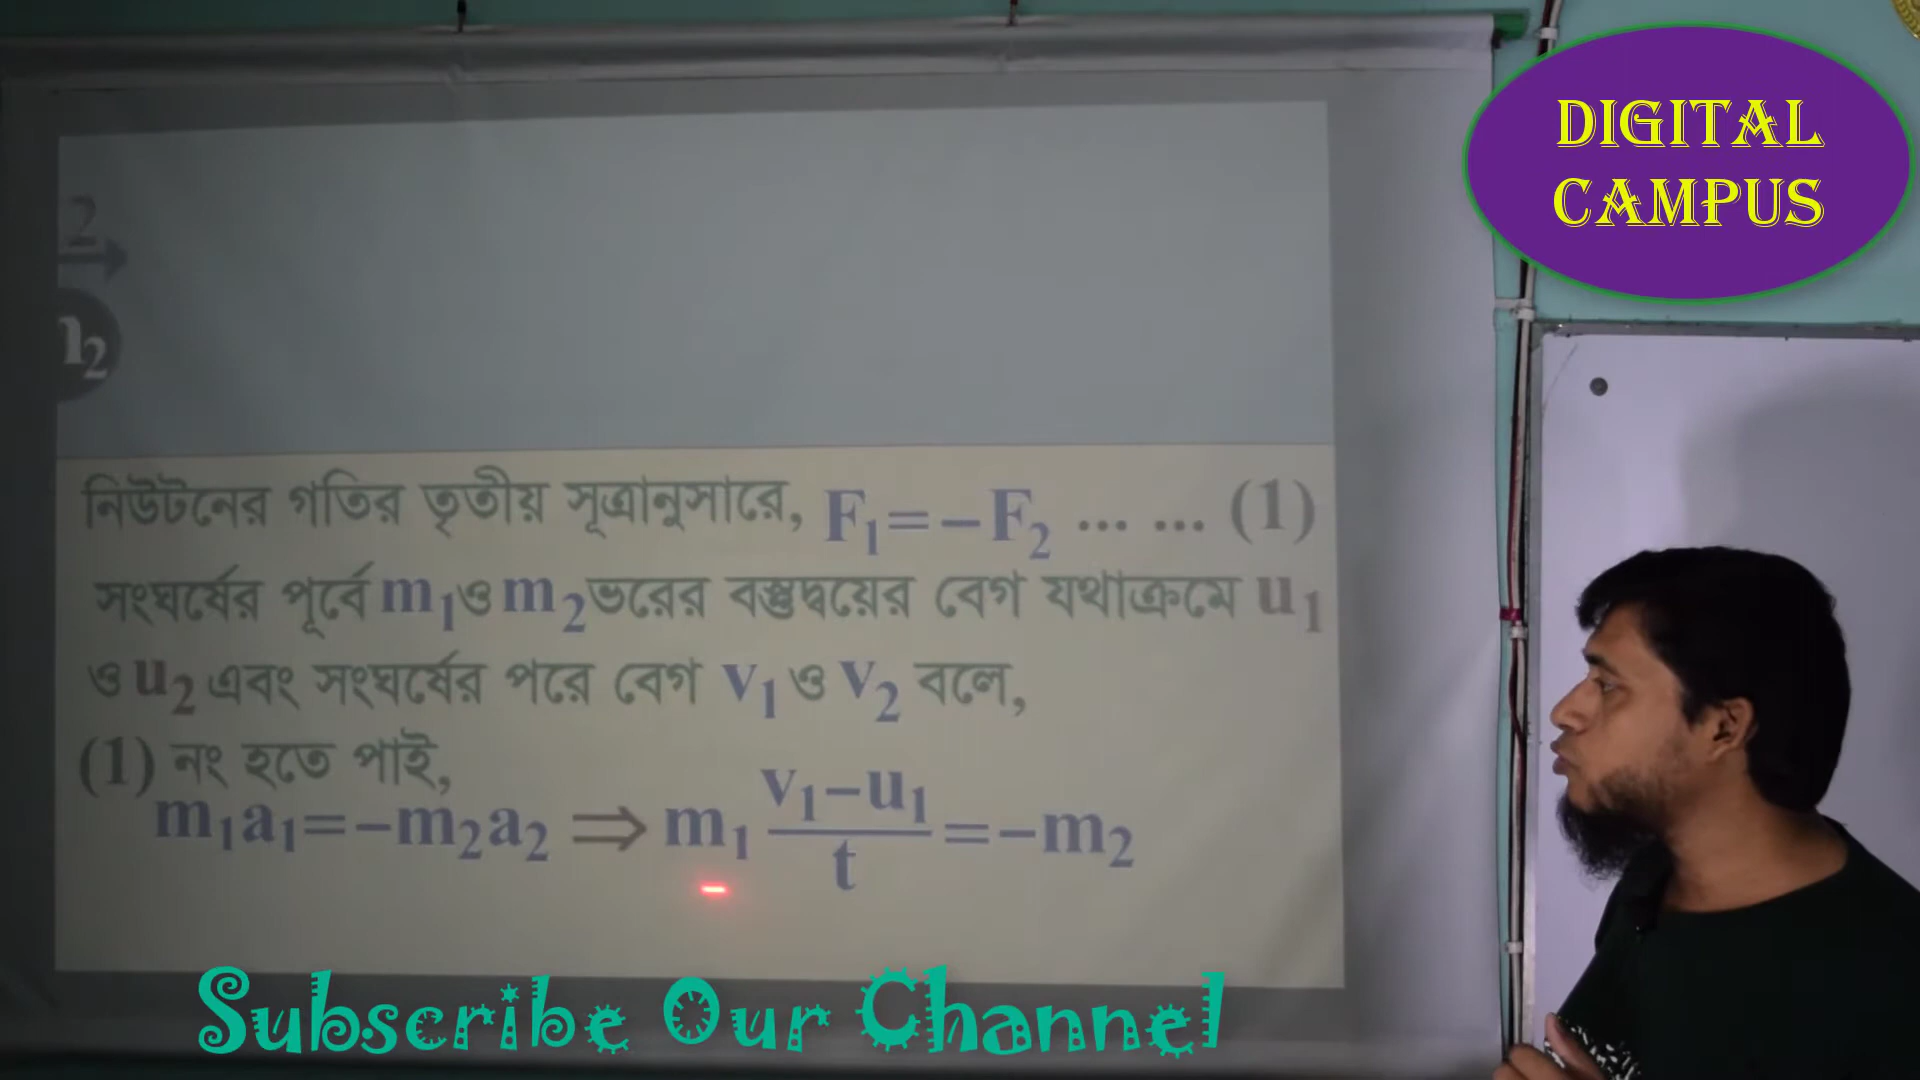 DIGITAL
CAMPUS
2
m₂
নিউটনের গতির তৃতীয় সূত্রানুসারে, F₁=−F₂ ... ... (1)
সংঘর্ষের পূর্বে m₁ও m₂ভরের বস্তুদ্বয়ের বেগ যথাক্রমে u₁
ও u₂ এবং সংঘর্ষের পরে বেগ v₁ ও v₂ বলে,
(1) নং হতে পাই,
m₁a₁=−m₂a₂ ⇒ m₁ (v₁−u₁)/t =−m₂
Subscribe Our Channel